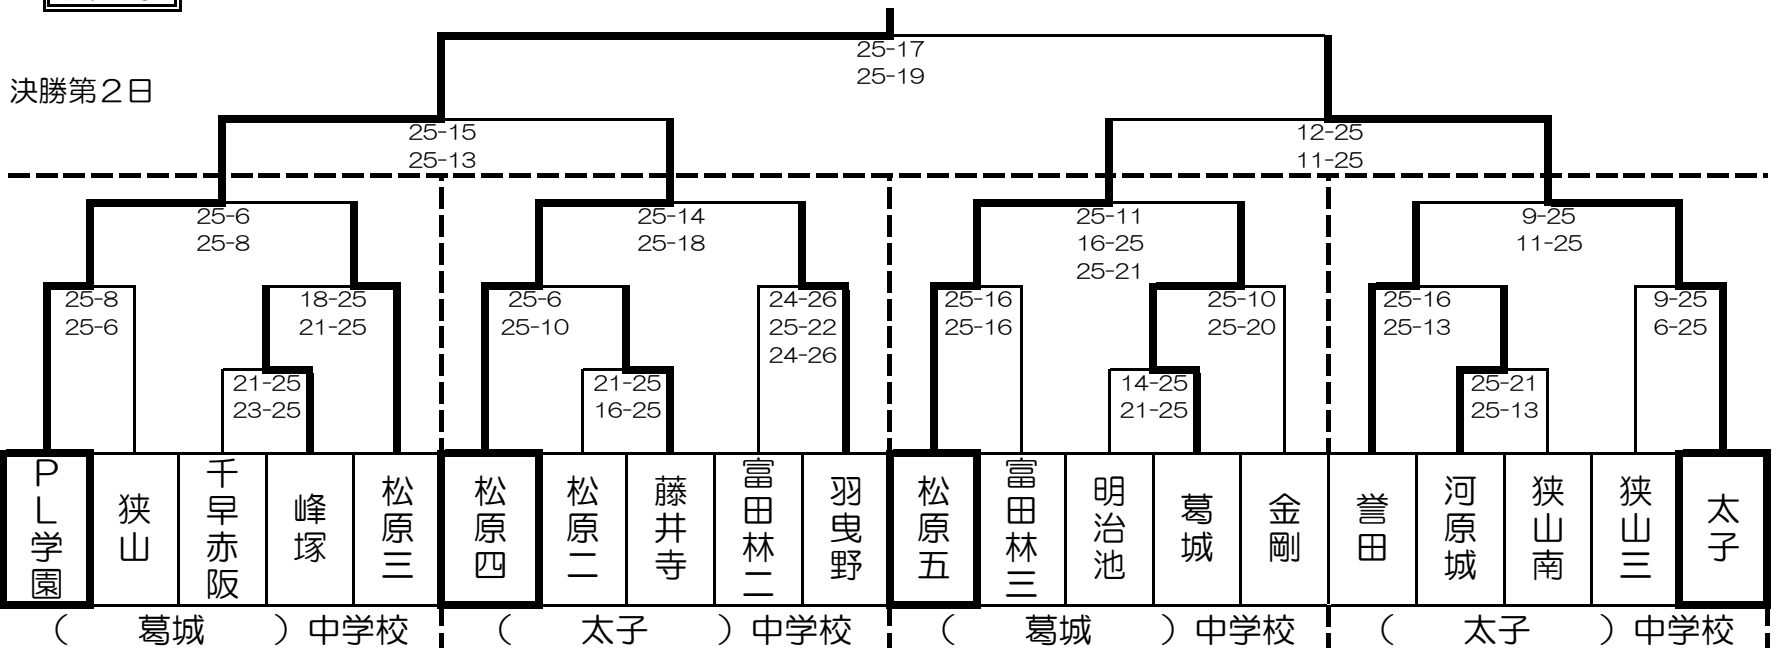 25-17
25-19
決勝第２日
25-15
25-13
12-25
11-25
25-6
25-8
25-14
25-18
25-11
16-25
25-21
9-25
11-25
25-8
25-6
18-25
21-25
25-6
25-10
24-26
25-22
24-26
25-16
25-16
25-10
25-20
25-16
25-13
9-25
6-25
21-25
23-25
21-25
16-25
14-25
21-25
25-21
25-13
ＰＬ学園
狭山
千早赤阪
峰塚
松原三
松原四
松原二
藤井寺
富田林二
羽曳野
松原五
富田林三
明治池
葛城
金剛
誉田
河原城
狭山南
狭山三
太子
（　葛城　）中学校
（　太子　）中学校
（　葛城　）中学校
（　太子　）中学校